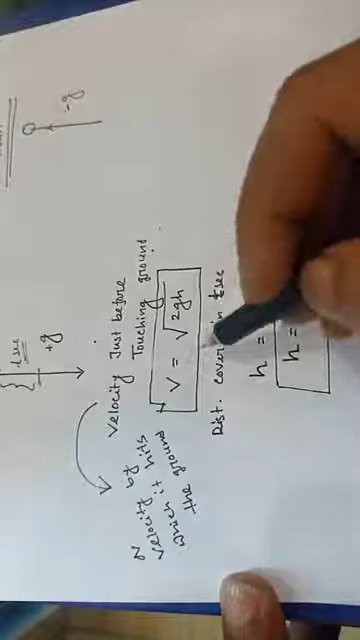 -g
t sec
+g
Velocity Just before
Touching ground.
V = √2gh
or
velocity by
which it hits
the ground
Dist. cover in t sec
h =
h =